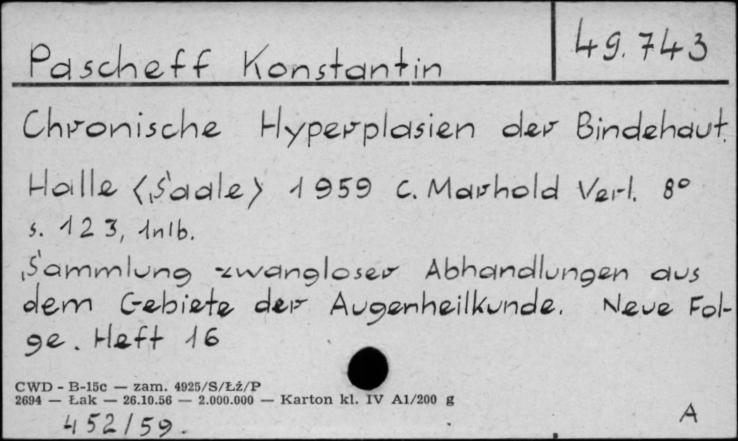 Pascheff Konstantin
49.743
Chronische Hyperplasien der Bindehaut.
Halle <Saale> 1959 C. Marhold Verl. 8°
s. 123, 1nlb.
Sammlung zwangloser Abhandlungen aus
dem Gebiete der Augenheilkunde. Neue Fol-
ge. Heft 16
CWD - B-15c — zam. 4925/S/Łż/P
2694 — Łak — 26.10.56 — 2.000.000 — Karton kl. IV A1/200 g
452/59.
A